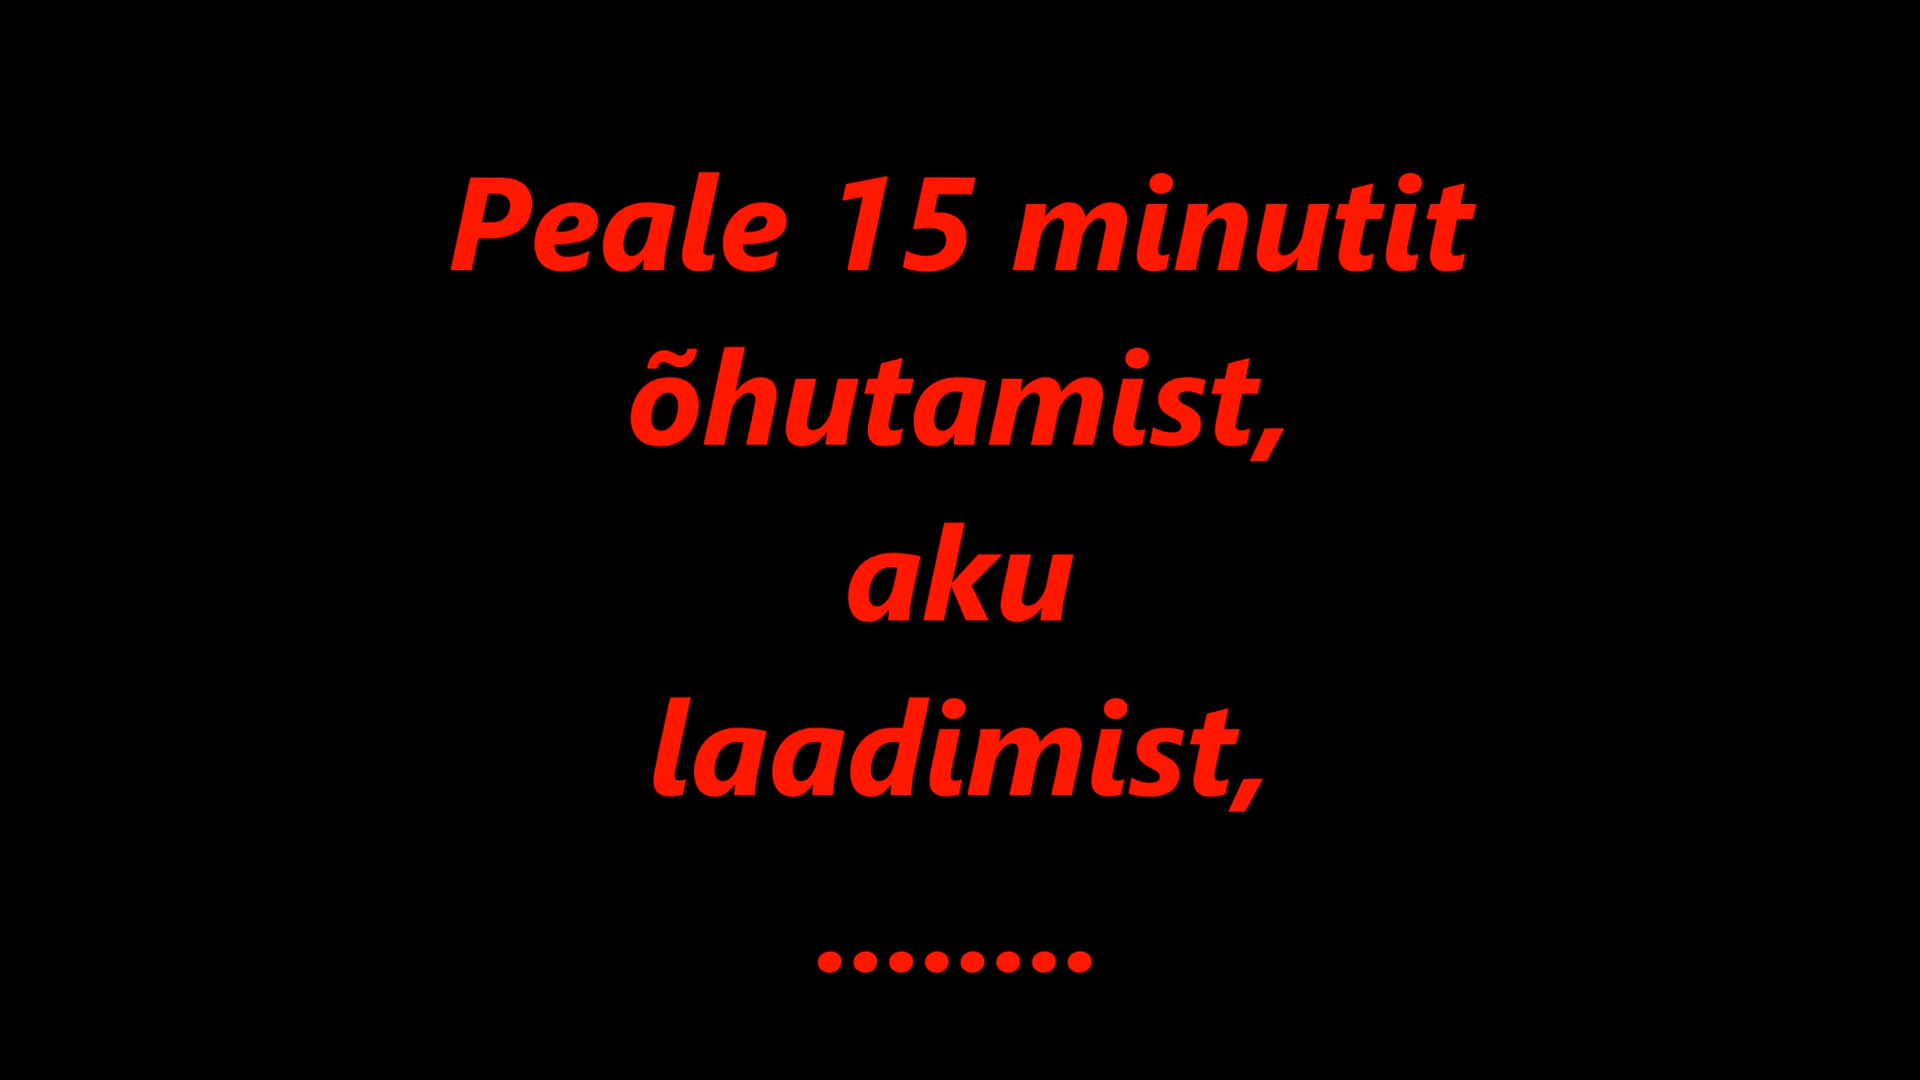 Peale 15 minutit
õhutamist,
aku
laadimist,
........